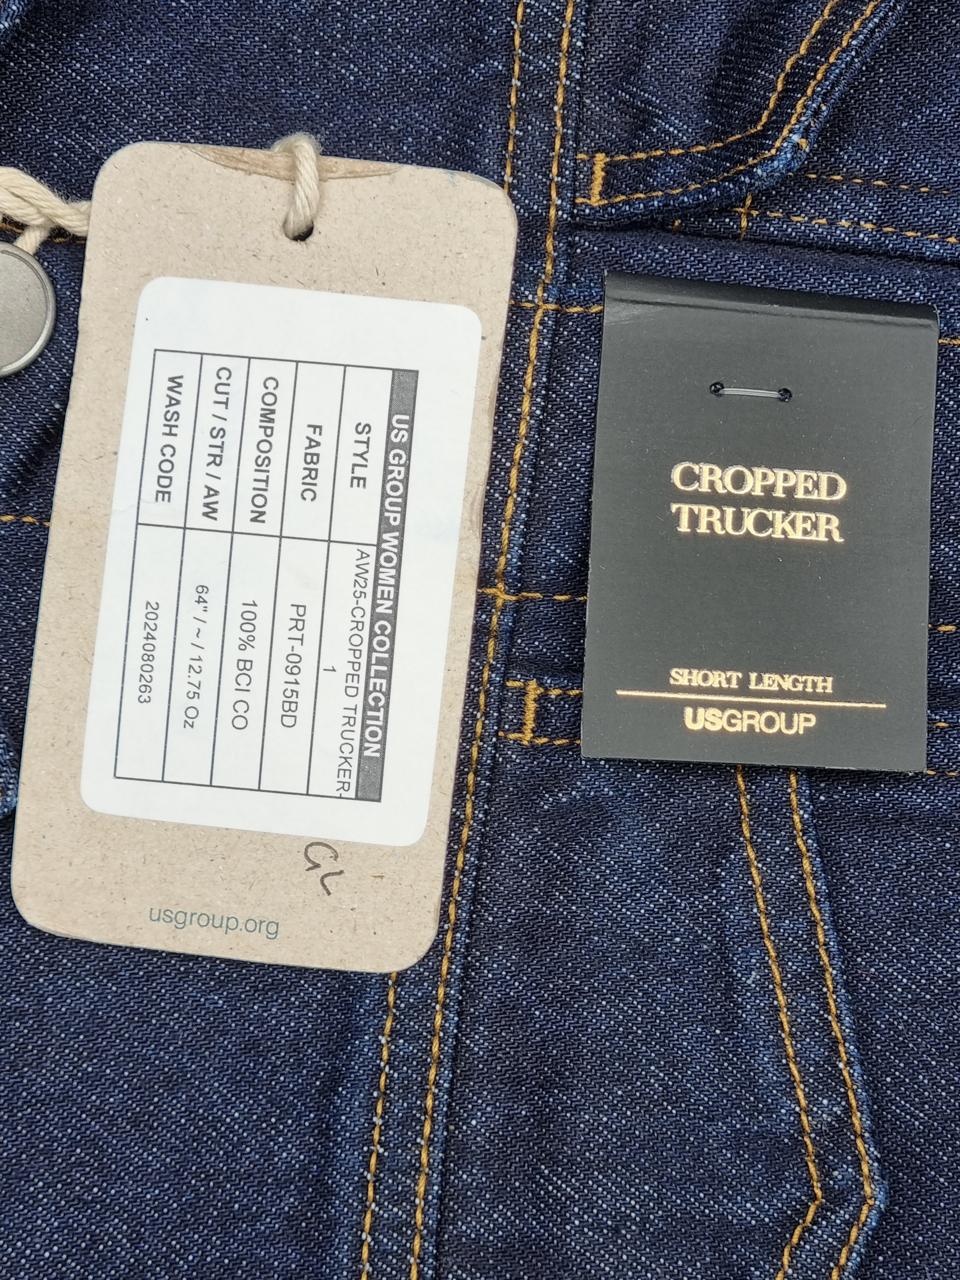 US GROUP WOMEN COLLECTION
STYLE AW25-CROPPED TRUCKER-
1
FABRIC PRT-0915BD
COMPOSITION 100% BCI CO
CUT / STR / AW 64" / ~ / 12.75 Oz
WASH CODE 2024080263
GL
usgroup.org
CROPPED
TRUCKER
SHORT LENGTH
USGROUP